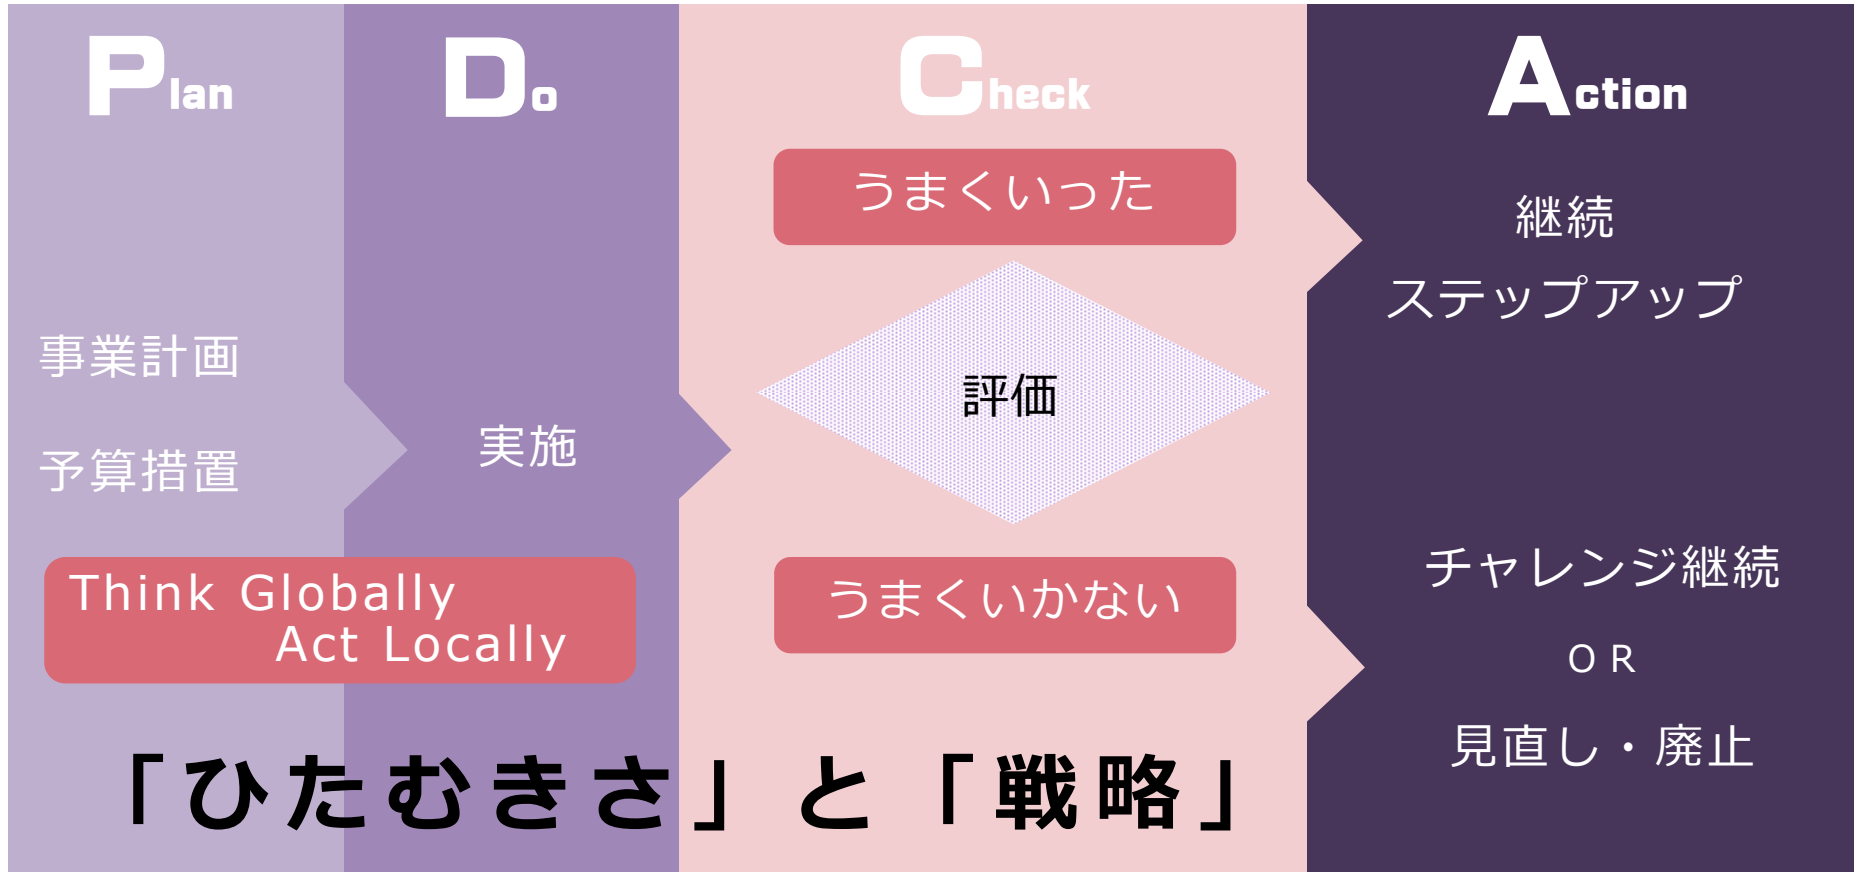 Plan
事業計画
予算措置
Do
実施
Think Globally
Act Locally
Check
うまくいった
評価
うまくいかない
Action
継続
ステップアップ
チャレンジ継続
OR
見直し・廃止
「ひたむきさ」と「戦略」